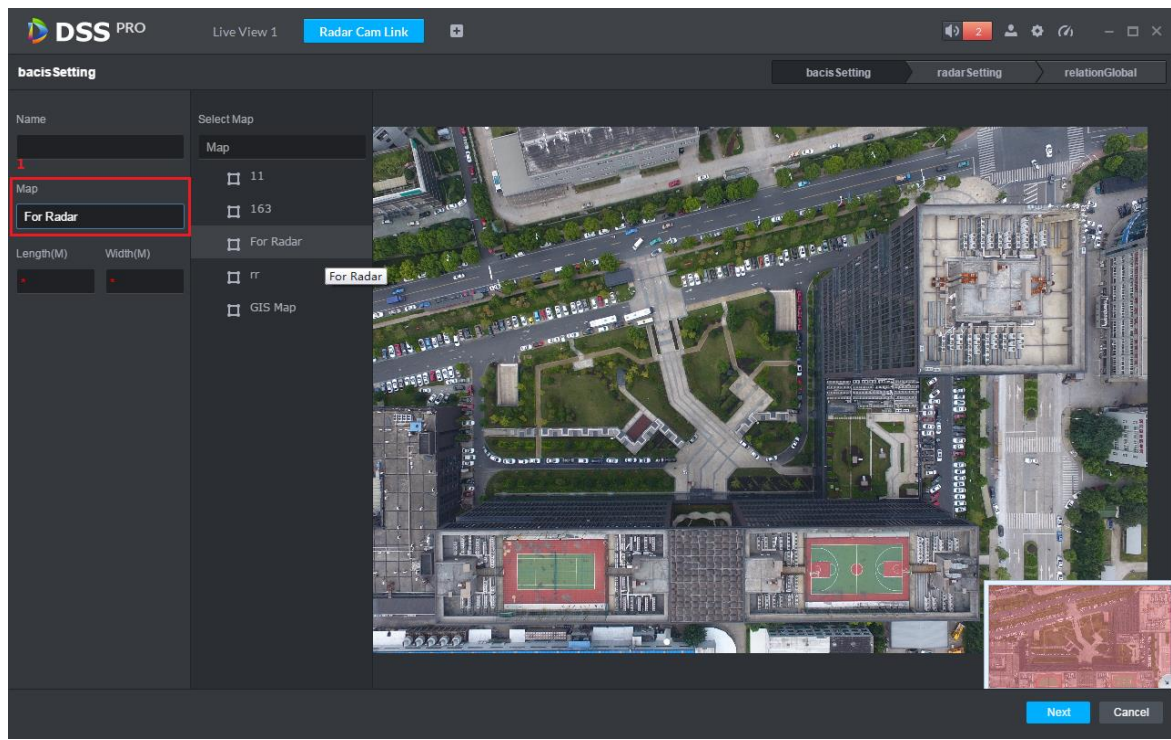 DSS PRO
Live View 1
Radar Cam Link
2
bacisSetting
bacisSetting
radarSetting
relationGlobal
Name
1
Map
For Radar
Length(M)
Width(M)
*
*
Select Map
Map
11
163
For Radar
rr
For Radar
GIS Map
Next
Cancel